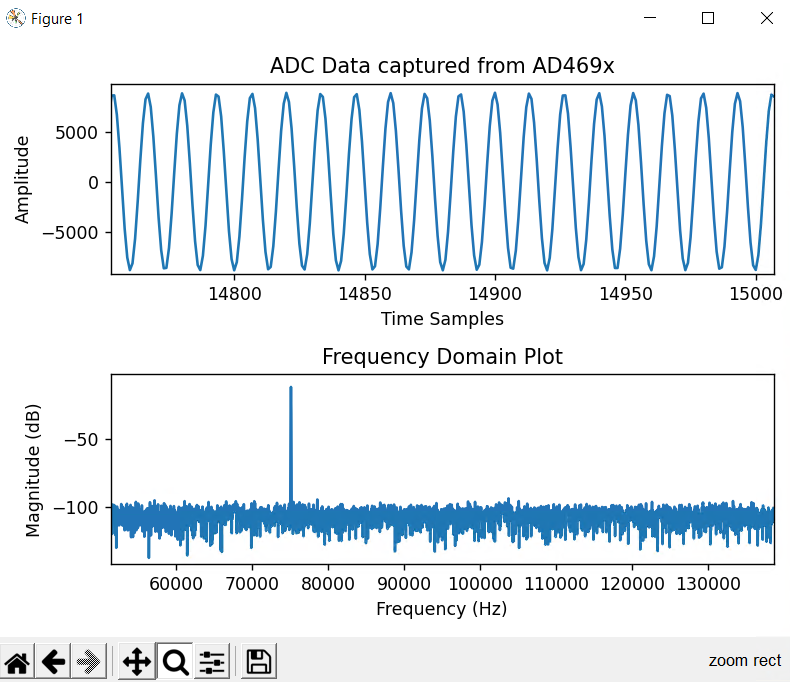 Figure 1
ADC Data captured from AD469x
Amplitude
5000
0
−5000
14800 14850 14900 14950 15000
Time Samples
Frequency Domain Plot
Magnitude (dB)
−50
−100
60000 70000 80000 90000 100000 110000 120000 130000
Frequency (Hz)
zoom rect